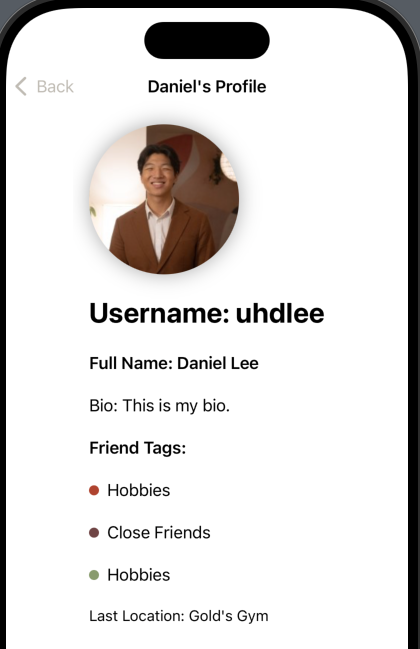 Back
Daniel's Profile
Username: uhdlee
Full Name: Daniel Lee
Bio: This is my bio.
Friend Tags:
Hobbies
Close Friends
Hobbies
Last Location: Gold's Gym